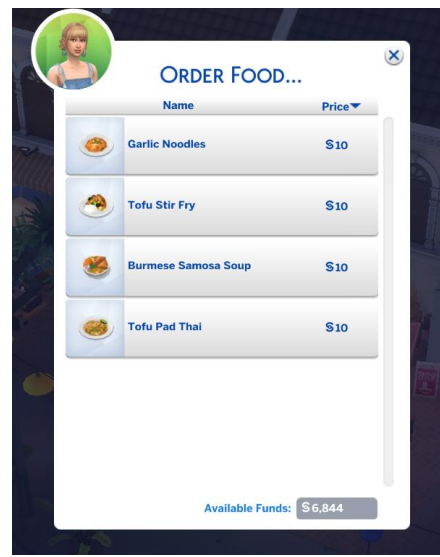 ORDER FOOD...
Name Price
Garlic Noodles §10
Tofu Stir Fry §10
Burmese Samosa Soup §10
Tofu Pad Thai §10
Available Funds: §6,844